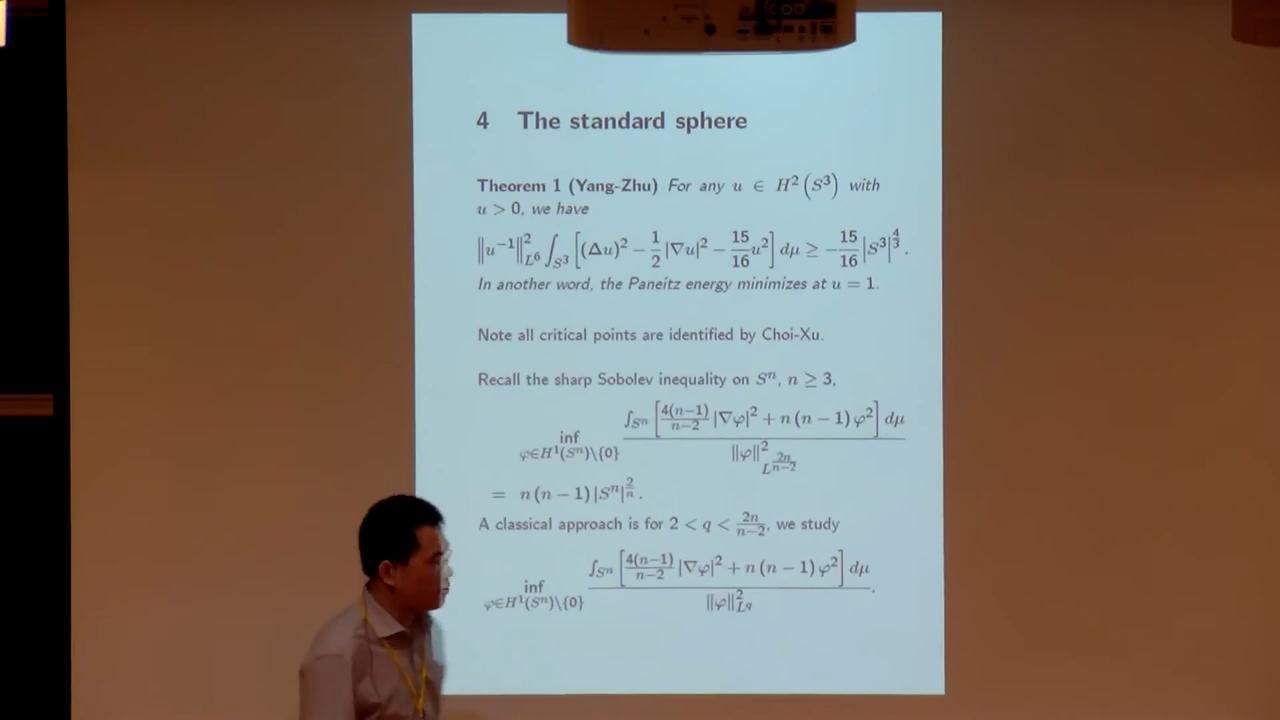 4 The standard sphere
Theorem 1 (Yang-Zhu) For any u ∈ H²(S³) with
u > 0, we have
‖u⁻¹‖²_{L⁶} ∫_{S³} [(Δu)² − 1/2 |∇u|² − 15/16 u²] dμ ≥ −15/16 |S³|^{4/3}.
In another word, the Paneitz energy minimizes at u = 1.
Note all critical points are identified by Choi-Xu.
Recall the sharp Sobolev inequality on Sⁿ, n ≥ 3,
inf_{φ∈H¹(Sⁿ)\{0}} ∫_{Sⁿ} [4(n−1)/(n−2) |∇φ|² + n(n−1)φ²] dμ / ‖φ‖²_{L^{2n/(n−2)}}
= n(n−1)|Sⁿ|^{2/n}.
A classical approach is for 2 < q < 2n/(n−2), we study
inf_{φ∈H¹(Sⁿ)\{0}} ∫_{Sⁿ} [4(n−1)/(n−2) |∇φ|² + n(n−1)φ²] dμ / ‖φ‖²_{L^q}.